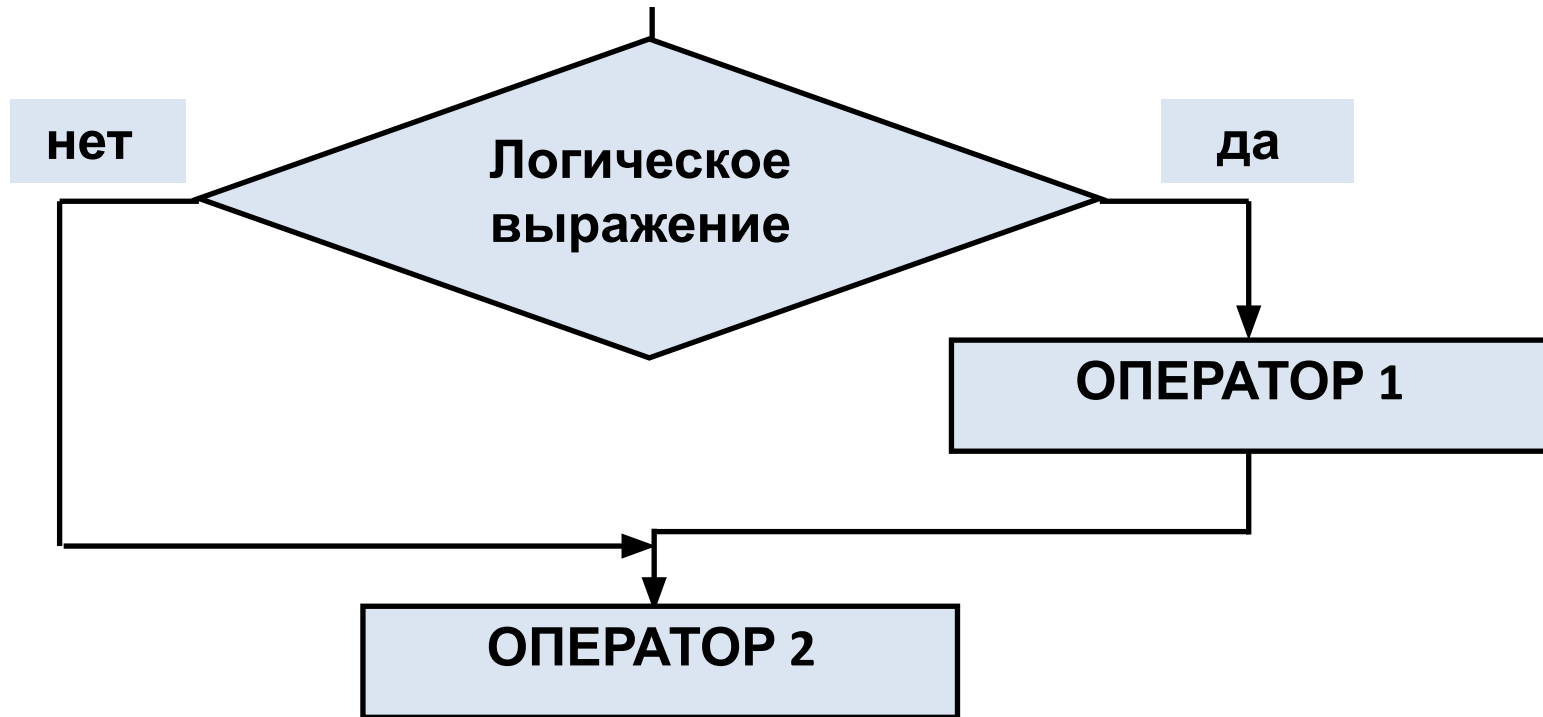 нет
Логическое
выражение
да
ОПЕРАТОР 1
ОПЕРАТОР 2